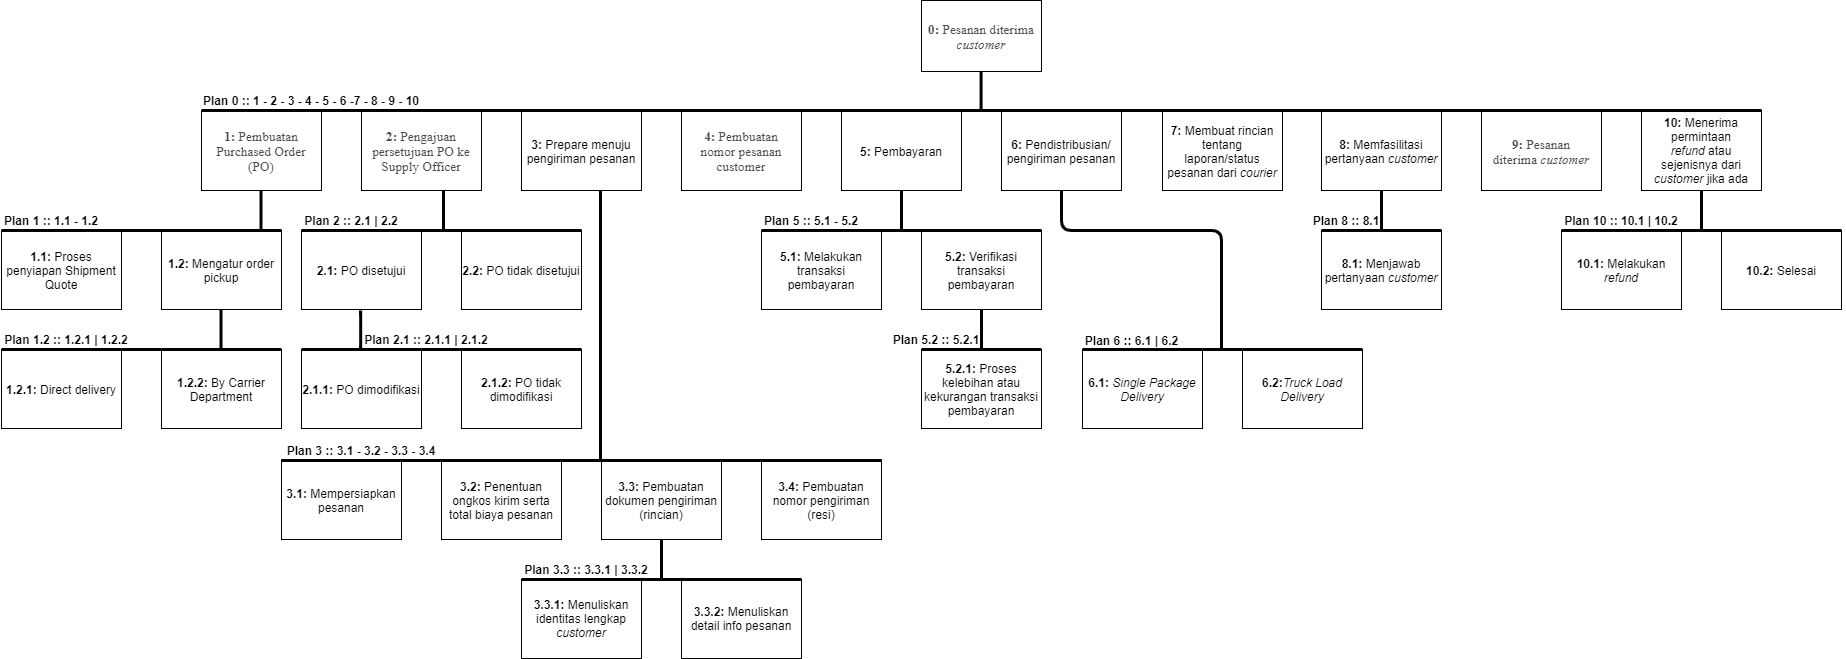 0: Pesanan diterima
customer
Plan 0 :: 1 - 2 - 3 - 4 - 5 - 6 -7 - 8 - 9 - 10
1: Pembuatan
Purchased Order
(PO)
2: Pengajuan
persetujuan PO ke
Supply Officer
3: Prepare menuju
pengiriman pesanan
4: Pembuatan
nomor pesanan
customer
5: Pembayaran
6: Pendistribusian/
pengiriman pesanan
7: Membuat rincian
tentang
laporan/status
pesanan dari courier
8: Memfasilitasi
pertanyaan customer
9: Pesanan
diterima customer
10: Menerima
permintaan
refund atau
sejenisnya dari
customer jika ada
Plan 1 :: 1.1 - 1.2
1.1: Proses
penyiapan Shipment
Quote
1.2: Mengatur order
pickup
Plan 2 :: 2.1 | 2.2
2.1: PO disetujui
2.2: PO tidak disetujui
Plan 5 :: 5.1 - 5.2
5.1: Melakukan
transaksi
pembayaran
5.2: Verifikasi
transaksi
pembayaran
Plan 8 :: 8.1
8.1: Menjawab
pertanyaan customer
Plan 10 :: 10.1 | 10.2
10.1: Melakukan
refund
10.2: Selesai
Plan 1.2 :: 1.2.1 | 1.2.2
1.2.1: Direct delivery
1.2.2: By Carrier
Department
Plan 2.1 :: 2.1.1 | 2.1.2
2.1.1: PO dimodifikasi
2.1.2: PO tidak
dimodifikasi
Plan 5.2 :: 5.2.1
5.2.1: Proses
kelebihan atau
kekurangan transaksi
pembayaran
Plan 6 :: 6.1 | 6.2
6.1: Single Package
Delivery
6.2:Truck Load
Delivery
Plan 3 :: 3.1 - 3.2 - 3.3 - 3.4
3.1: Mempersiapkan
pesanan
3.2: Penentuan
ongkos kirim serta
total biaya pesanan
3.3: Pembuatan
dokumen pengiriman
(rincian)
3.4: Pembuatan
nomor pengiriman
(resi)
Plan 3.3 :: 3.3.1 | 3.3.2
3.3.1: Menuliskan
identitas lengkap
customer
3.3.2: Menuliskan
detail info pesanan